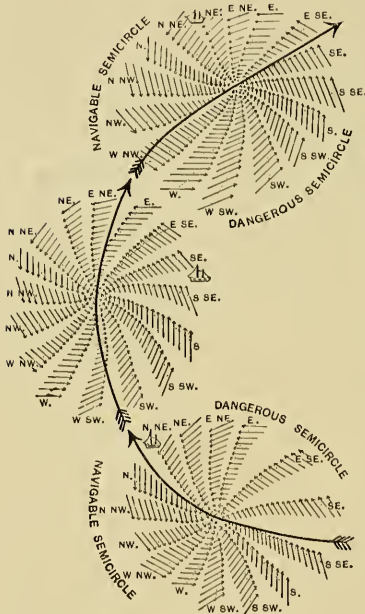 NAVIGABLE SEMICIRCLE
N NE.
NE.
E NE.
E.
E SE.
SE.
S SE.
S.
S SW.
SW.
W SW.
W.
W NW.
NW.
N NW.
N.
DANGEROUS SEMICIRCLE
N NE.
NE.
E NE.
E.
E SE.
SE.
S SE.
S
S SW.
SW.
W SW.
W.
W NW.
NW.
N NW.
N.
DANGEROUS SEMICIRCLE
N NE.
NE.
E NE.
E.
E SE.
SE.
S SE.
S.
S SW.
SW.
W SW.
W.
W NW.
NW.
N NW.
N.
NAVIGABLE SEMICIRCLE